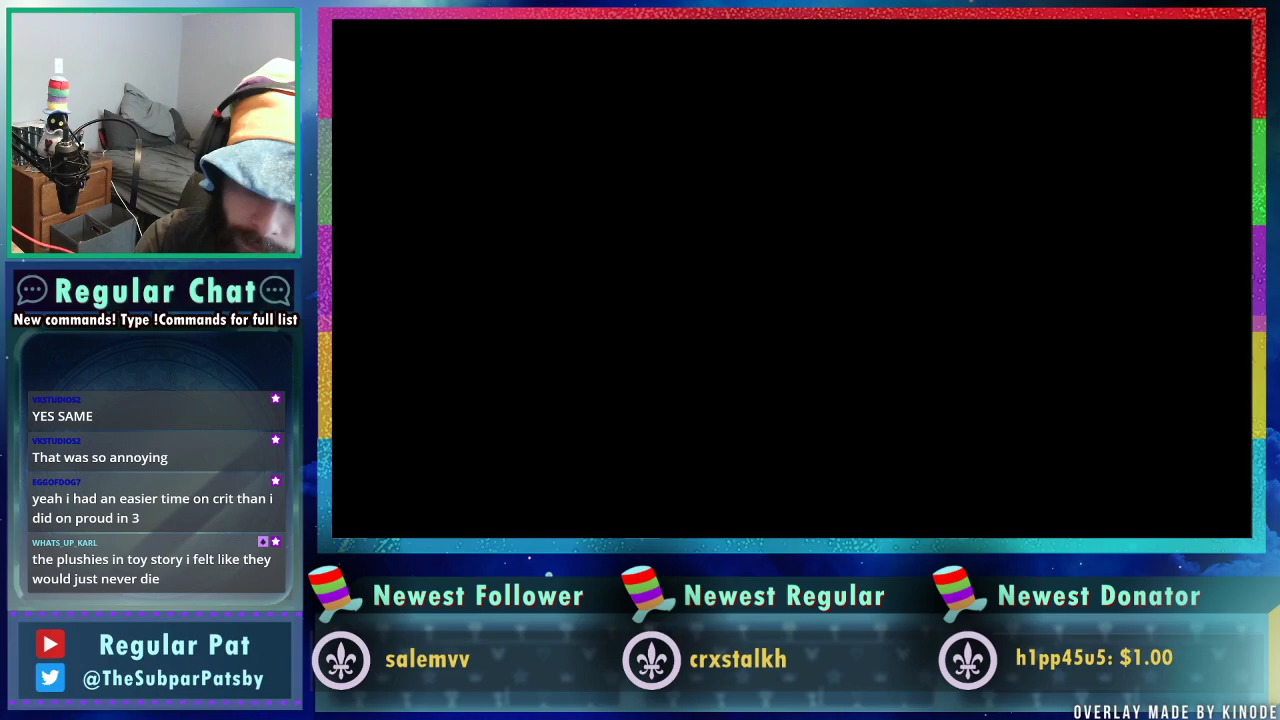 Regular Chat
New commands! Type !Commands for full list
VKSTUDIOS2
YES SAME
VKSTUDIOS2
That was so annoying
EGGOFDOG7
yeah i had an easier time on crit than i
did on proud in 3
WHATS_UP_KARL
the plushies in toy story i felt like they
would just never die
Regular Pat
@TheSubparPatsby
Newest Follower
salemvv
Newest Regular
crxstalkh
Newest Donator
h1pp45u5: $1.00
OVERLAY MADE BY KINODE